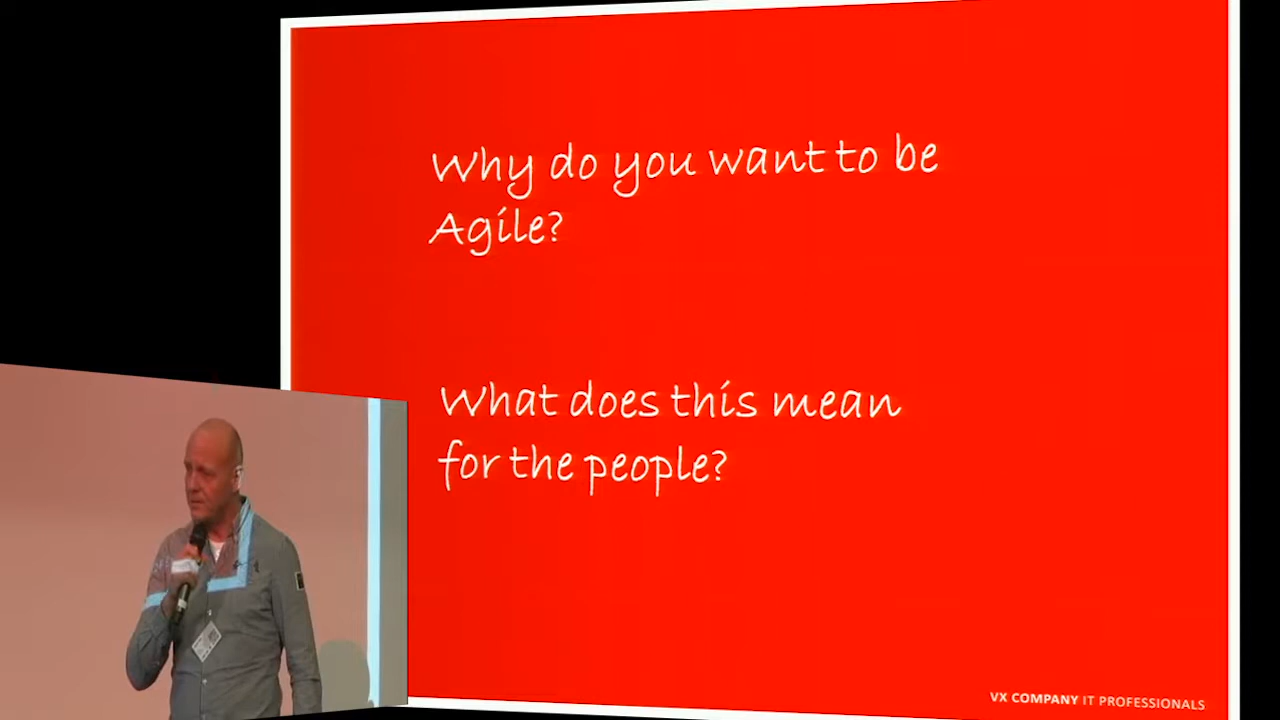 Why do you want to be
Agile?
What does this mean
for the people?
VX COMPANY IT PROFESSIONALS